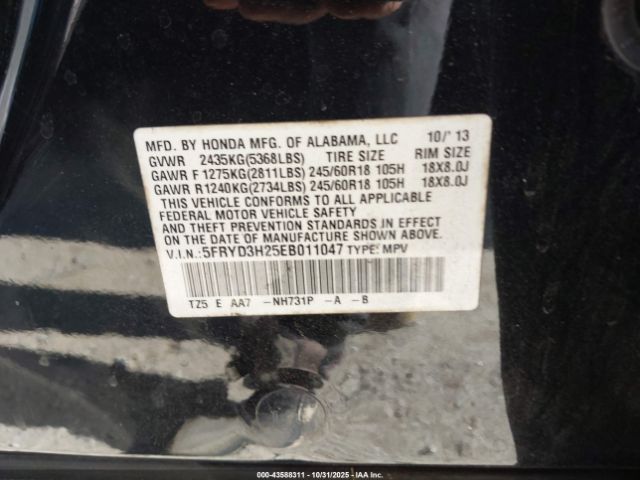 MFD. BY HONDA MFG. OF ALABAMA, LLC 10/'13
GVWR 2435KG(5368LBS) TIRE SIZE RIM SIZE
GAWR F1275KG(2811LBS) 245/60R18 105H 18X8.0J
GAWR R1240KG(2734LBS) 245/60R18 105H 18X8.0J
THIS VEHICLE CONFORMS TO ALL APPLICABLE
FEDERAL MOTOR VEHICLE SAFETY
AND THEFT PREVENTION STANDARDS IN EFFECT
ON THE DATE OF MANUFACTURE SHOWN ABOVE.
V.I.N.:5FRYD3H25EB011047 TYPE: MPV
TZ5 E AA7 -NH731P -A -B
000-43588311 - 10/31/2025 - IAA Inc.